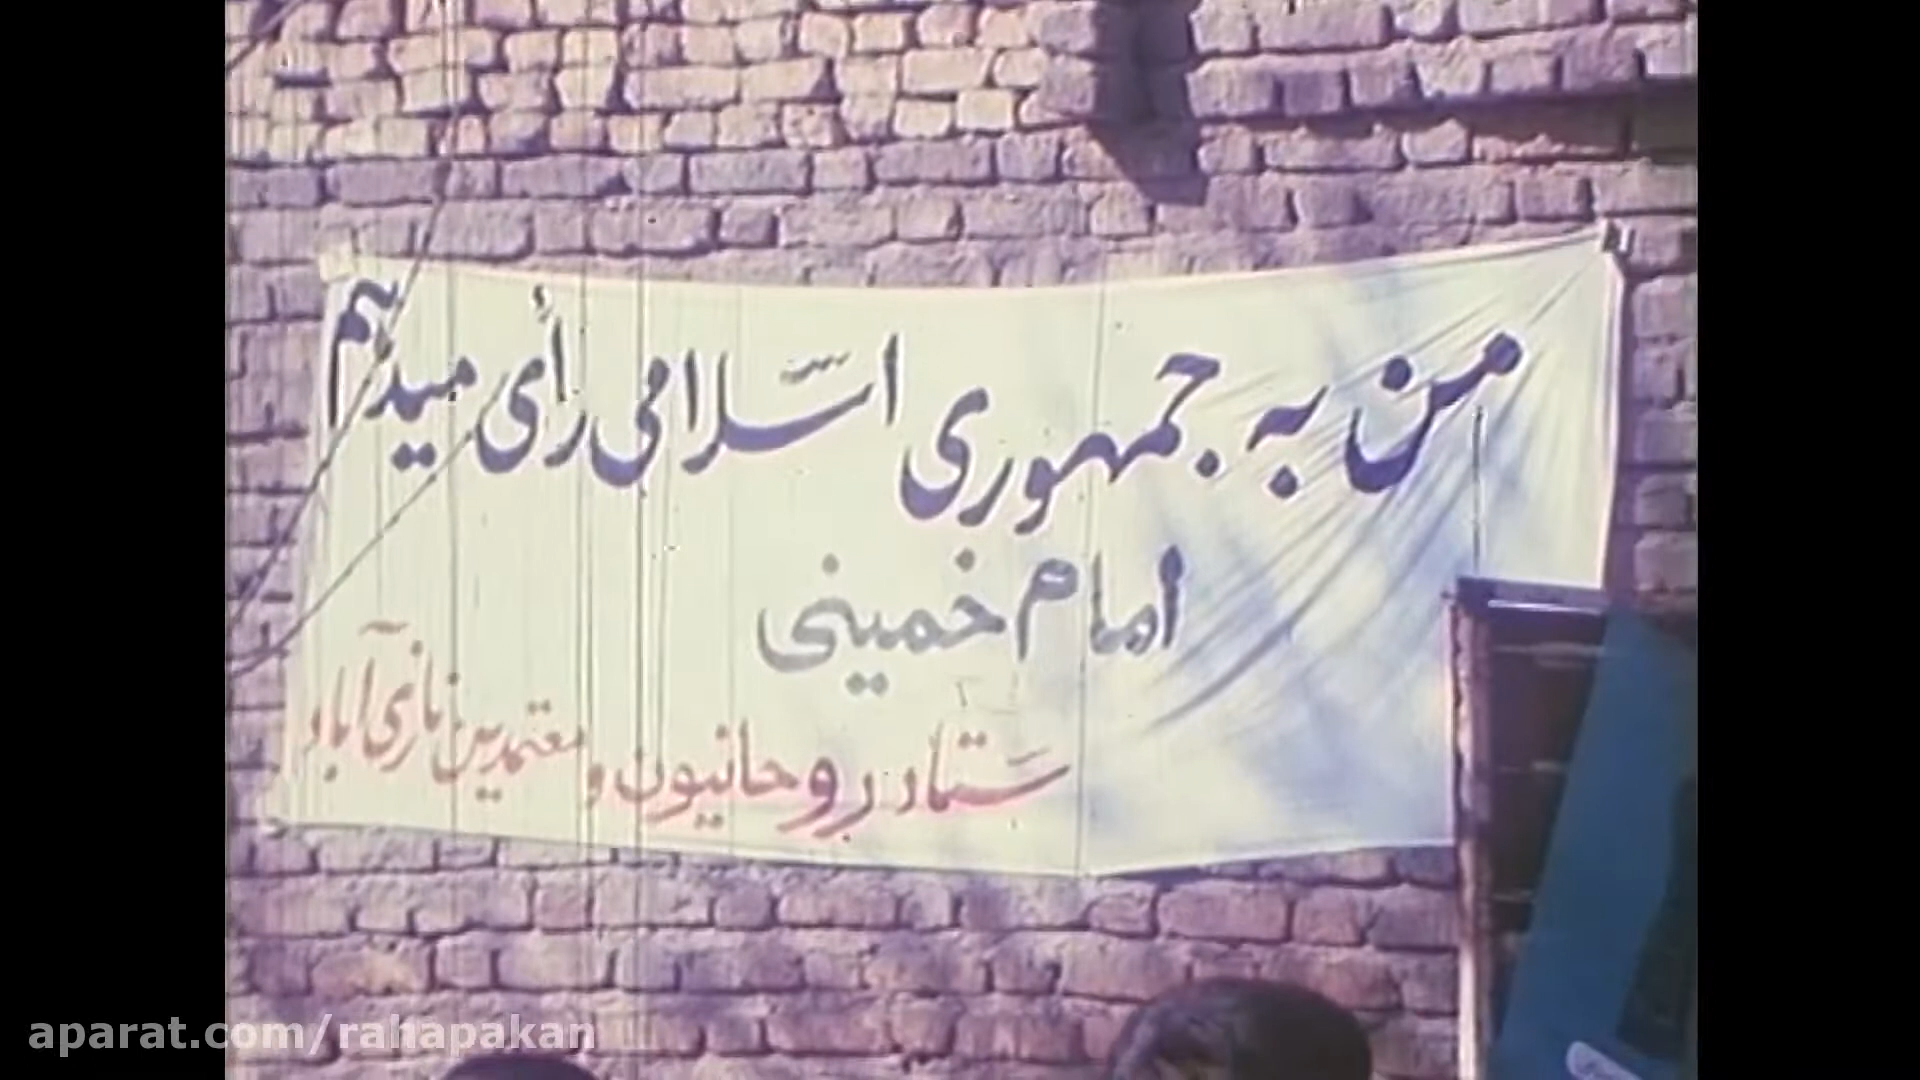 من به جمهوری اسلامی رأی میدهم
امام خمینی
ستاد روحانیون و معتمدین نازی آباد
aparat.com/rahapakan